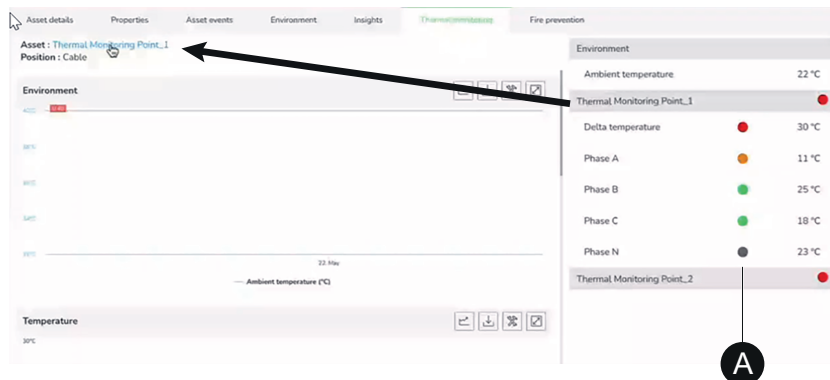 Asset details Properties Asset events Environment Insights Thermal monitoring Fire prevention
Asset : Thermal Monitoring Point_1
Position : Cable
Environment
22. May
Ambient temperature (°C)
Temperature
30°C
Environment
Ambient temperature 22 °C
Thermal Monitoring Point_1
Delta temperature 30 °C
Phase A 11 °C
Phase B 25 °C
Phase C 18 °C
Phase N 23 °C
Thermal Monitoring Point_2
A